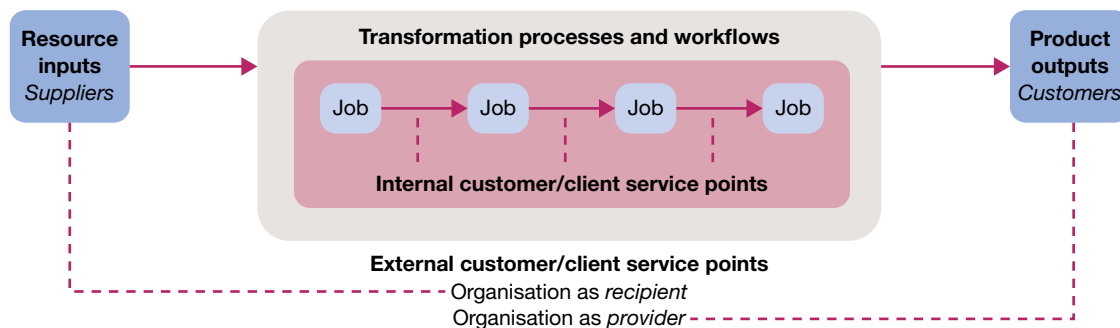 Resource
inputs
Suppliers
Transformation processes and workflows
Product
outputs
Customers
Job
Job
Job
Job
Internal customer/client service points
External customer/client service points
Organisation as recipient
Organisation as provider